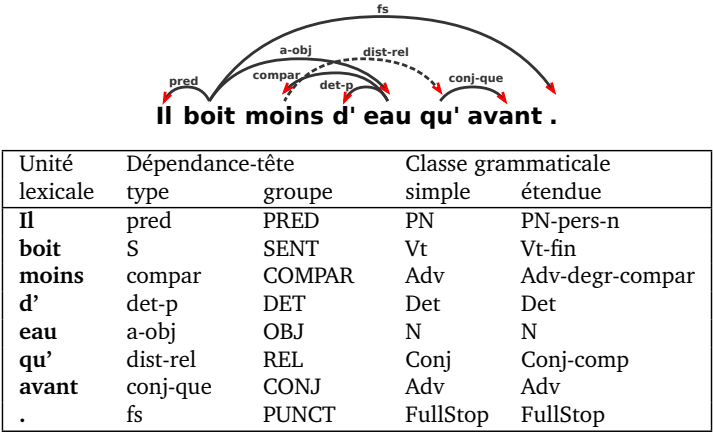 fs
a-obj
dist-rel
pred
compar
conj-que
det-p
Il boit moins d' eau qu' avant .
Unité Dépendance-tête Classe grammaticale
lexicale type groupe simple étendue
Il pred PRED PN PN-pers-n
boit S SENT Vt Vt-fin
moins compar COMPAR Adv Adv-degr-compar
d’ det-p DET Det Det
eau a-obj OBJ N N
qu’ dist-rel REL Conj Conj-comp
avant conj-que CONJ Adv Adv
. fs PUNCT FullStop FullStop